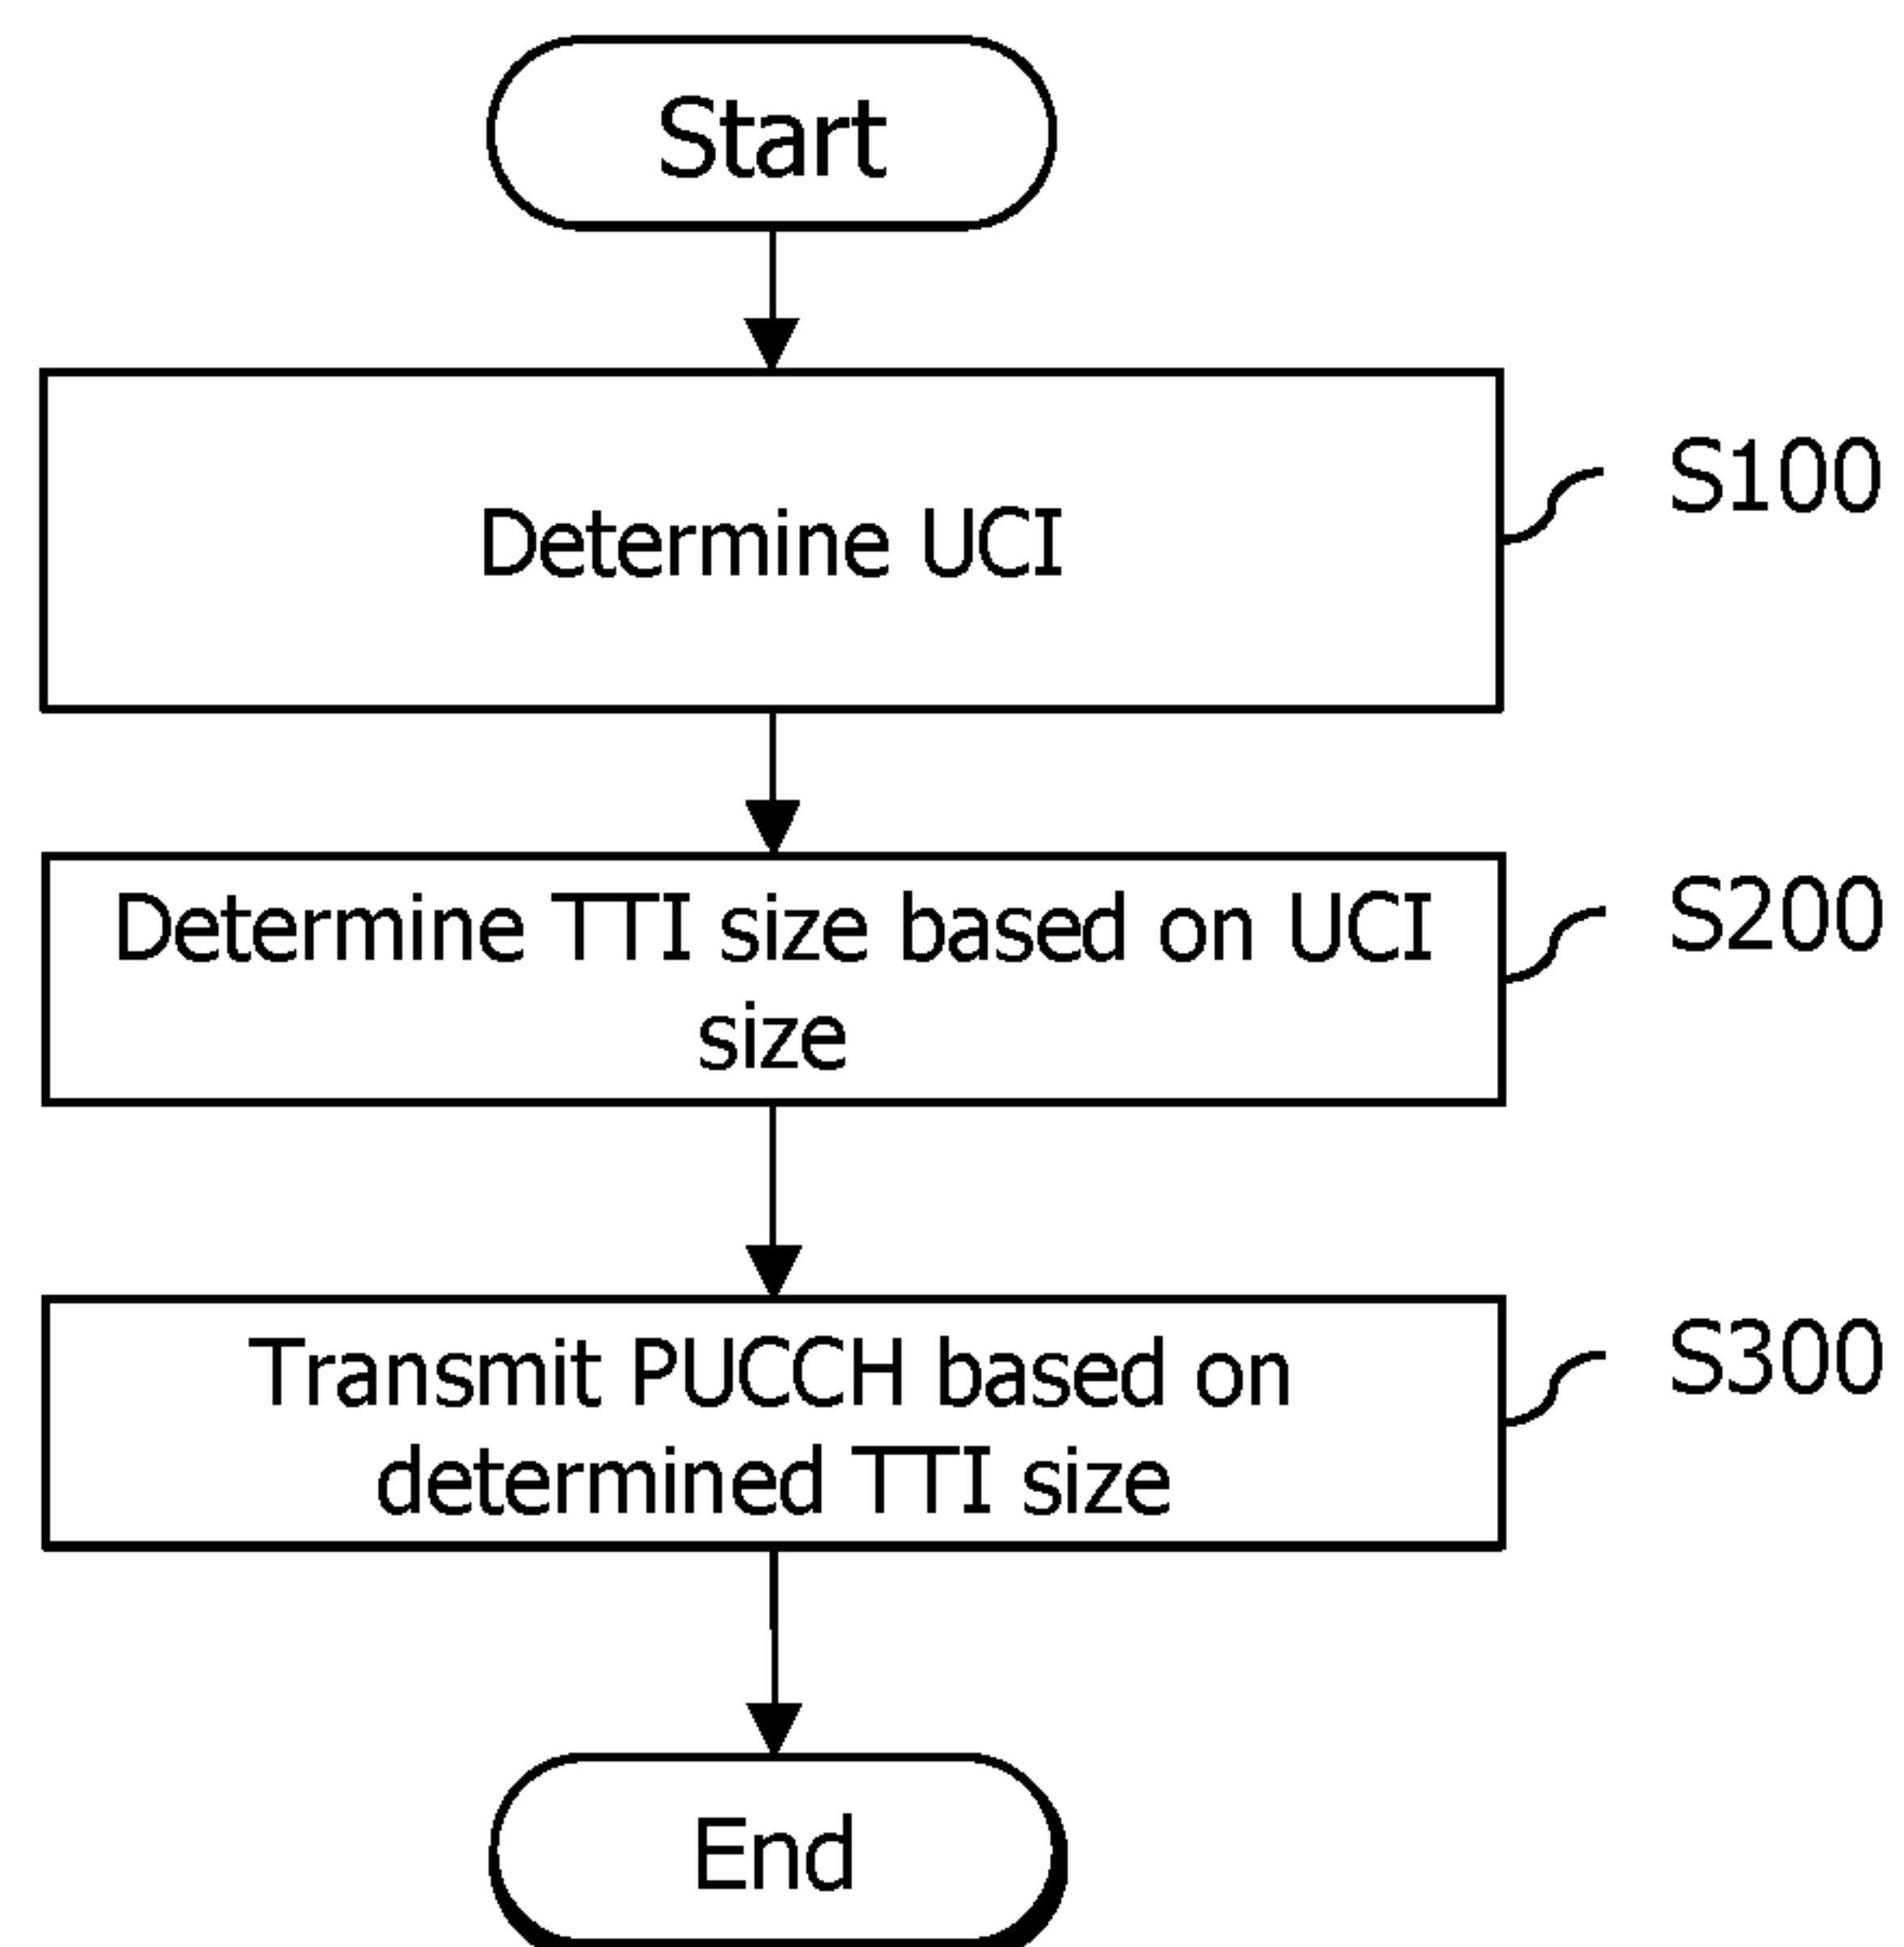 Start
Determine UCI
S100
Determine TTI size based on UCI
size
S200
Transmit PUCCH based on
determined TTI size
S300
End